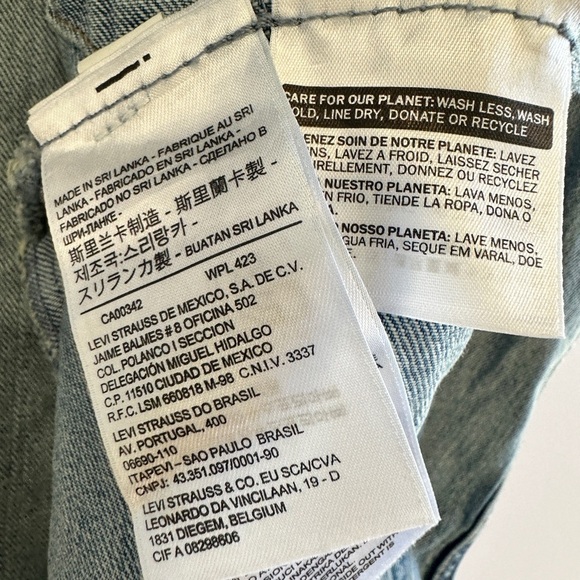 MADE IN SRI LANKA - FABRIQUE AU SRI
LANKA - FABRICADO EN SRI LANKA -
FABRICADO NO SRI LANKA - СДЕЛАНО В
ШРИ-ЛАНКЕ -
斯里兰卡制造 - 斯里蘭卡製 -
제조국:스리랑카 -
スリランカ製 - BUATAN SRI LANKA
CA00342 WPL 423
LEVI STRAUSS DE MEXICO, S.A. DE C.V.
JAIME BALMES # 8 OFICINA 502
COL. POLANCO I SECCION
DELEGACIÓN MIGUEL HIDALGO
C.P. 11510 CIUDAD DE MEXICO
R.F.C. LSM 660818 M-98 C.N.I.V. 3337
LEVI STRAUSS DO BRASIL
AV. PORTUGAL, 400
06690-110
ITAPEVI – SAO PAULO BRASIL
CNPJ: 43.351.097/0001-90
LEVI STRAUSS & CO. EU SCA/CVA
LEONARDO DA VINCILAAN, 19 - D
1831 DIEGEM, BELGIUM
CIF A 08298606
CARE FOR OUR PLANET: WASH LESS, WASH
OLD, LINE DRY, DONATE OR RECYCLE
ENEZ SOIN DE NOTRE PLANETE: LAVEZ
NS, LAVEZ A FROID, LAISSEZ SECHER
URELLEMENT, DONNEZ OU RECYCLEZ
NUESTRO PLANETA: LAVA MENOS,
EN FRIO, TIENDE LA ROPA, DONA O
NOSSO PLANETA: LAVE MENOS,
GUA FRIA, SEQUE EM VARAL, DOE